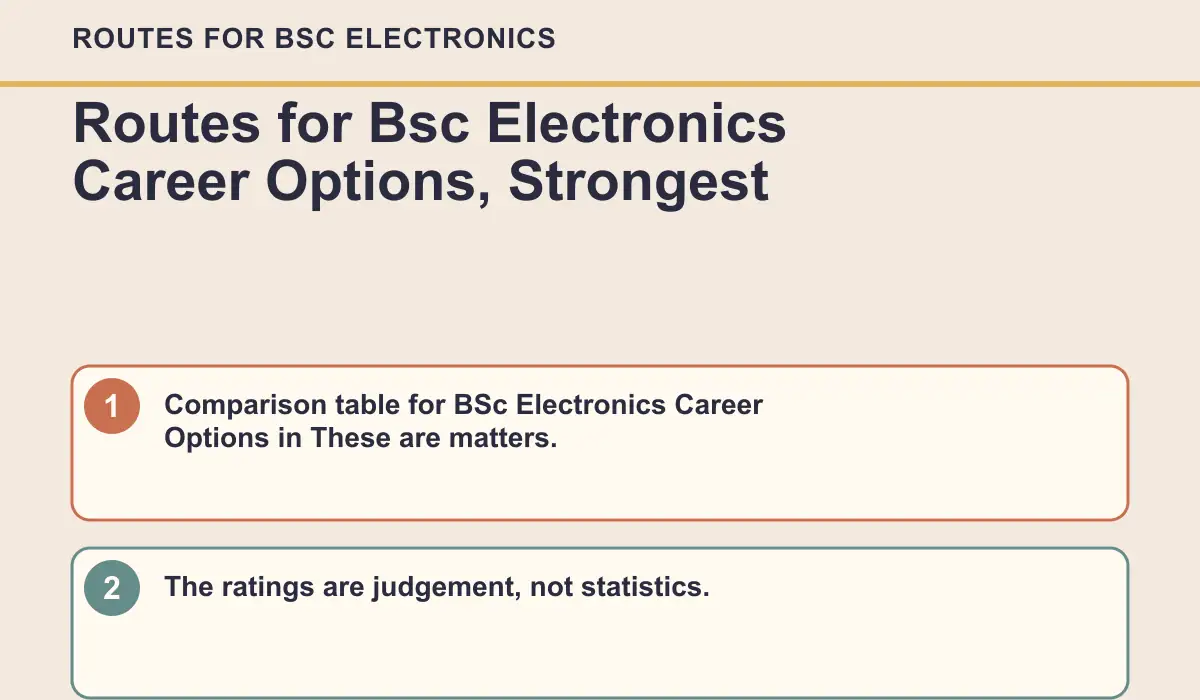 ROUTES FOR BSC ELECTRONICS
Routes for Bsc Electronics
Career Options, Strongest
1
Comparison table for BSc Electronics Career
Options in These are matters.
2
The ratings are judgement, not statistics.